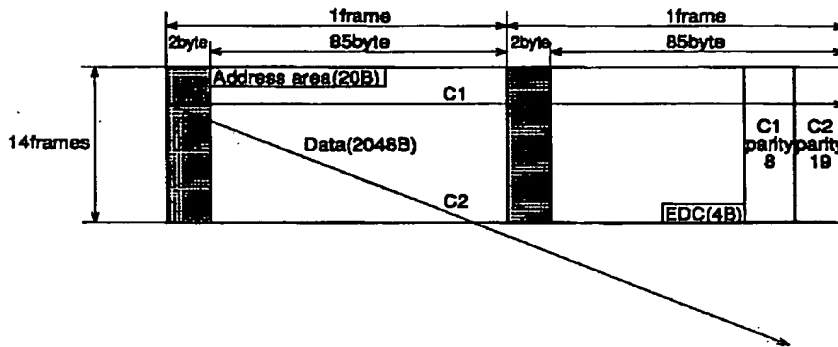 1frame 1frame
2byte 85byte 2byte 85byte
Address area(20B)
C1
14frames
Data(2048B)
C1 parity 8
C2 parity 19
C2
EDC(4B)